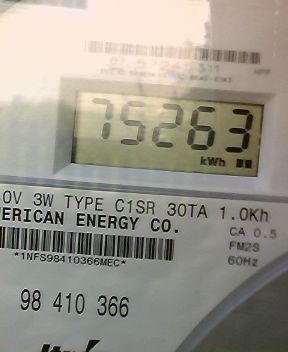 75263
kWh
0V 3W TYPE C1SR 30TA 1.0Kh
ERICAN ENERGY CO.
CA 0.5
FM2S
60Hz
*1NFS98410366MEC*
98 410 366